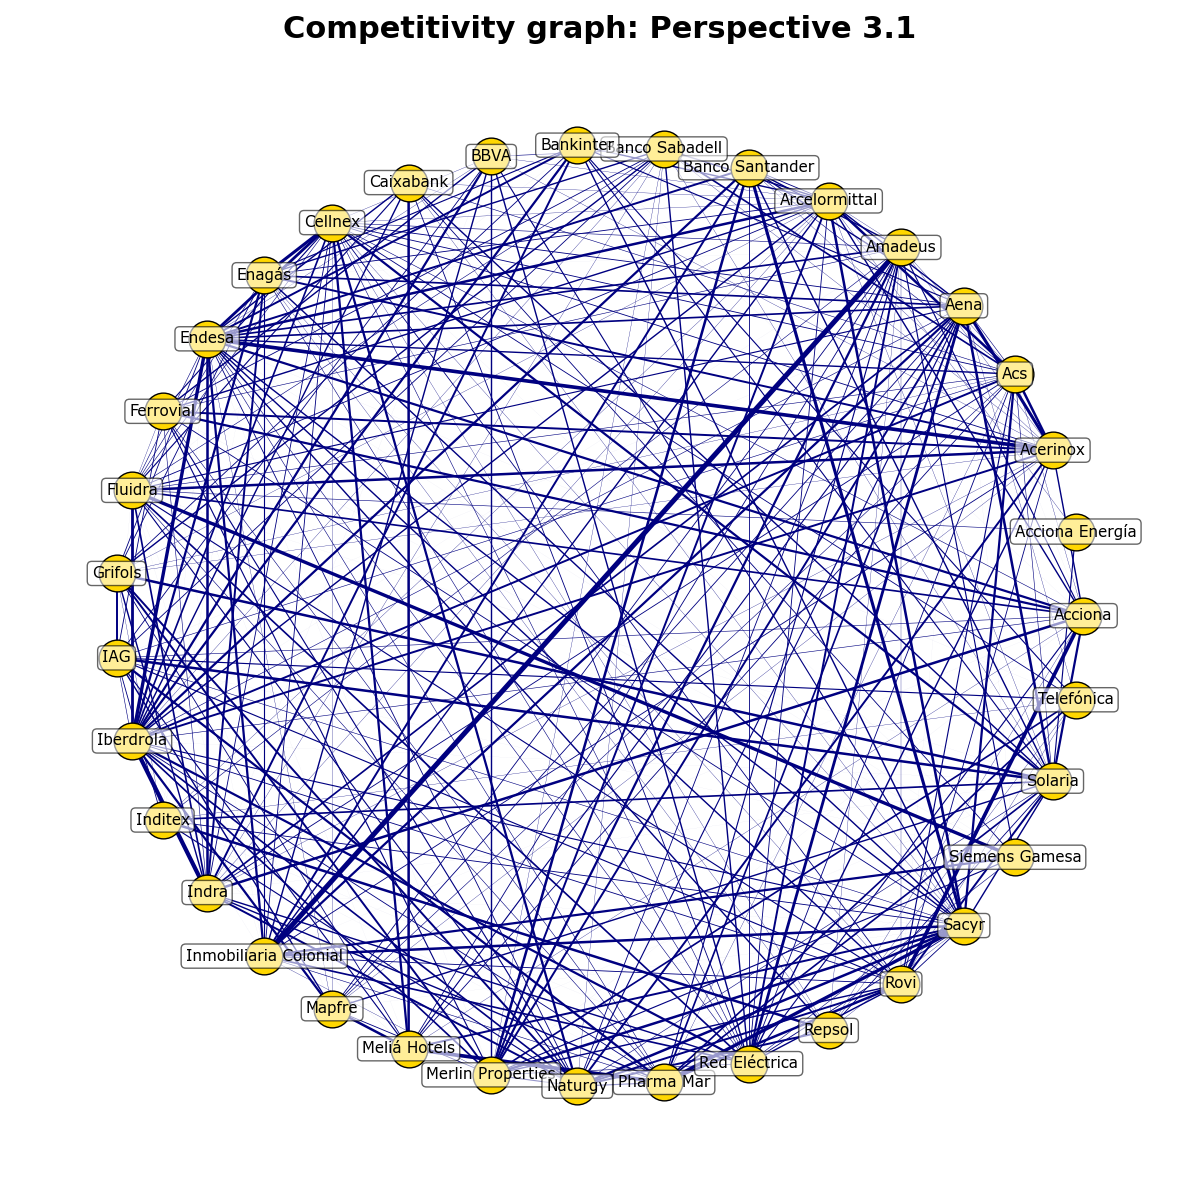 Competitivity graph: Perspective 3.1
Bankinter
Banco Sabadell
BBVA
Banco Santander
Caixabank
Arcelormittal
Cellnex
Amadeus
Enagás
Aena
Endesa
Acs
Ferrovial
Acerinox
Fluidra
Acciona Energía
Grifols
Acciona
IAG
Telefónica
Iberdrola
Solaria
Inditex
Siemens Gamesa
Indra
Sacyr
Inmobiliaria Colonial
Rovi
Mapfre
Repsol
Meliá Hotels
Red Eléctrica
Merlin Properties
Naturgy
Pharma Mar